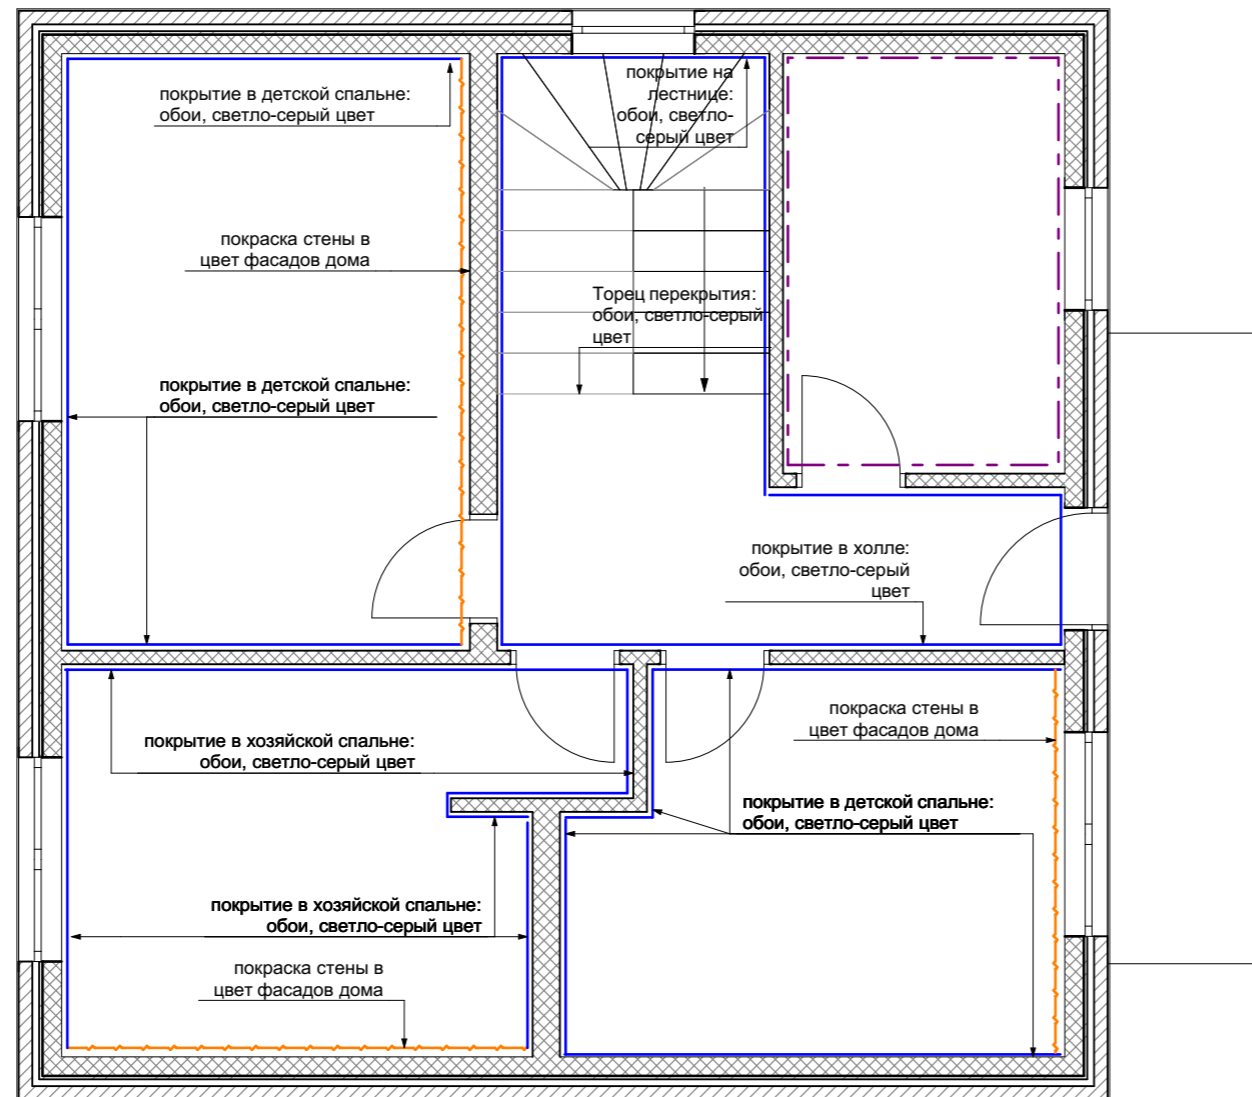 покрытие в детской спальне:
обои, светло-серый цвет
покрытие на
лестнице:
обои, светло-
серый цвет
покраска стены в
цвет фасадов дома
Торец перекрытия:
обои, светло-серый
цвет
покрытие в детской спальне:
обои, светло-серый цвет
покрытие в холле:
обои, светло-серый
цвет
покраска стены в
цвет фасадов дома
покрытие в хозяйской спальне:
обои, светло-серый цвет
покрытие в детской спальне:
обои, светло-серый цвет
покрытие в хозяйской спальне:
обои, светло-серый цвет
покраска стены в
цвет фасадов дома